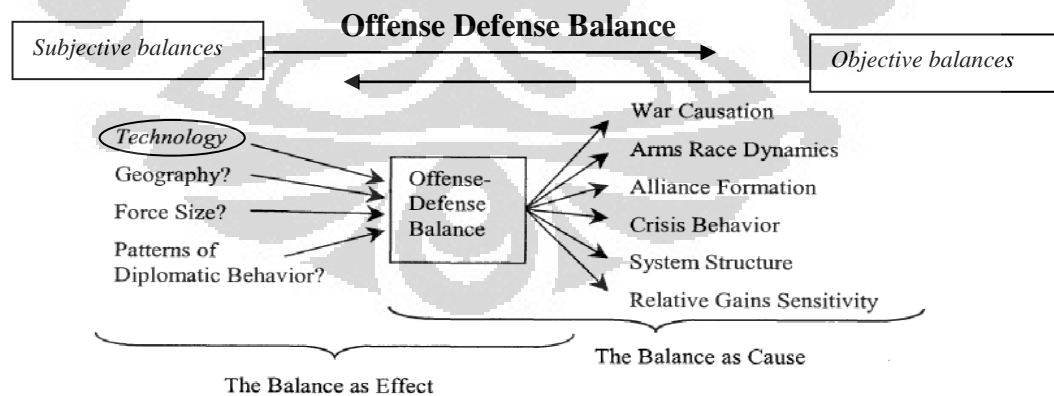 Offense Defense Balance
Subjective balances
Objective balances
Technology
Geography?
Force Size?
Patterns of
Diplomatic Behavior?
Offense-
Defense
Balance
War Causation
Arms Race Dynamics
Alliance Formation
Crisis Behavior
System Structure
Relative Gains Sensitivity
The Balance as Cause
The Balance as Effect